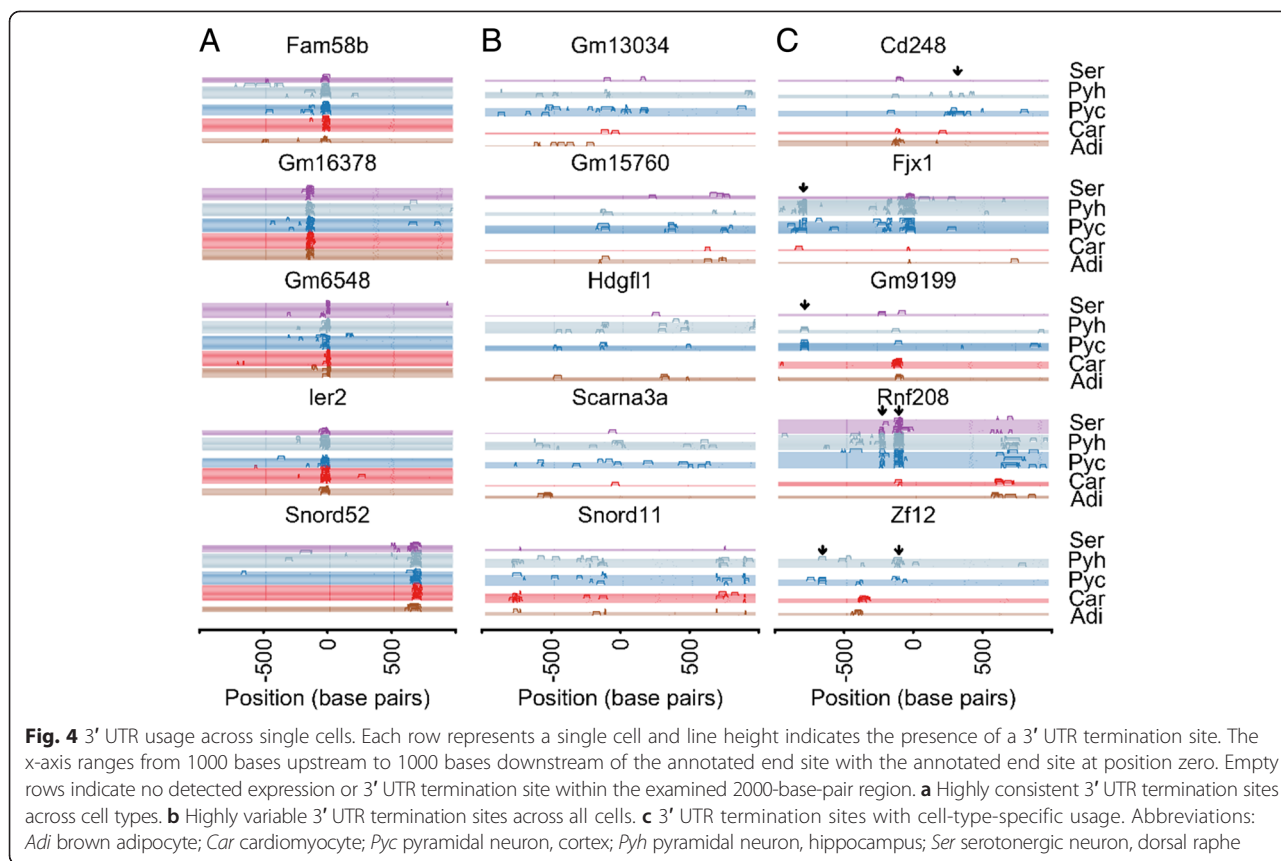 A
Fam58b
Gm16378
Gm6548
Ier2
Snord52
-500
0
500
Position (base pairs)
B
Gm13034
Gm15760
Hdgfl1
Scarna3a
Snord11
-500
0
500
Position (base pairs)
C
Cd248
Ser
Pyh
Pyc
Car
Adi
Fjx1
Ser
Pyh
Pyc
Car
Adi
Gm9199
Ser
Pyh
Pyc
Car
Adi
Rnf208
Ser
Pyh
Pyc
Car
Adi
Zf12
Ser
Pyh
Pyc
Car
Adi
-500
0
500
Position (base pairs)
Fig. 4 3′ UTR usage across single cells. Each row represents a single cell and line height indicates the presence of a 3′ UTR termination site. The
x-axis ranges from 1000 bases upstream to 1000 bases downstream of the annotated end site with the annotated end site at position zero. Empty
rows indicate no detected expression or 3′ UTR termination site within the examined 2000-base-pair region. a Highly consistent 3′ UTR termination sites
across cell types. b Highly variable 3′ UTR termination sites across all cells. c 3′ UTR termination sites with cell-type-specific usage. Abbreviations:
Adi brown adipocyte; Car cardiomyocyte; Pyc pyramidal neuron, cortex; Pyh pyramidal neuron, hippocampus; Ser serotonergic neuron, dorsal raphe